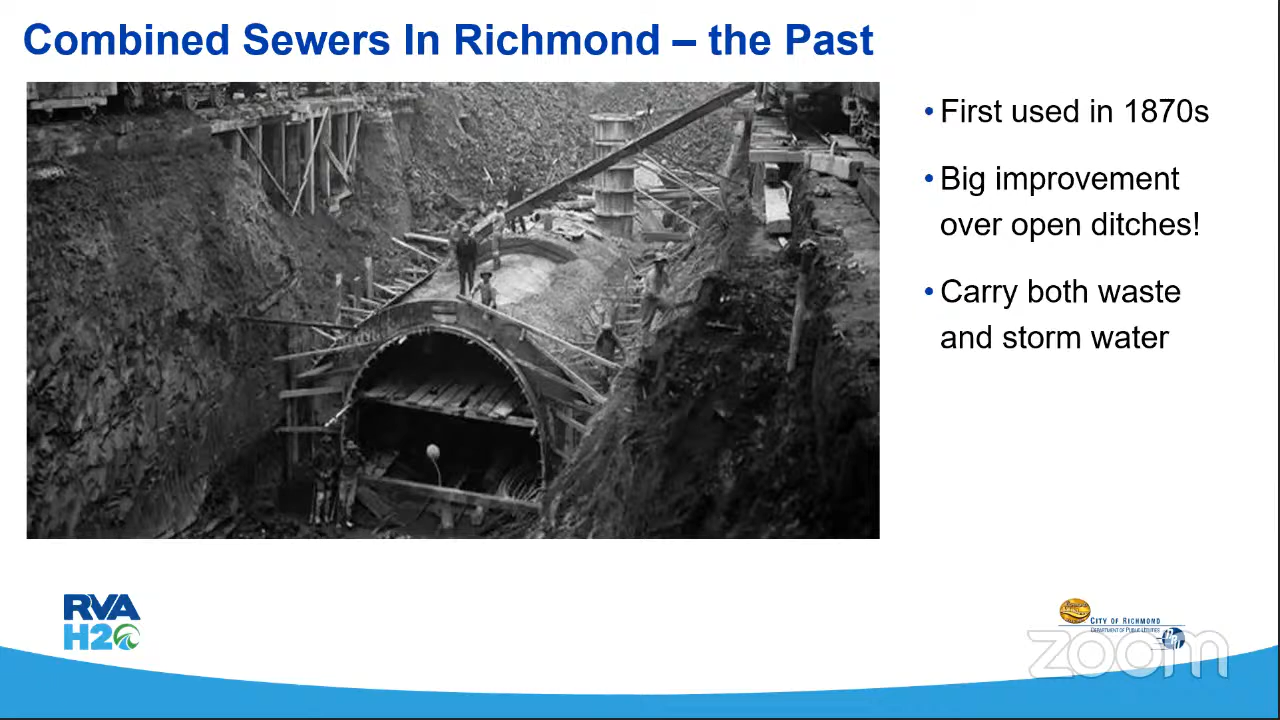 Combined Sewers In Richmond – the Past
• First used in 1870s
• Big improvement
over open ditches!
• Carry both waste
and storm water
RVA
H2O
CITY OF RICHMOND
DEPARTMENT OF PUBLIC UTILITIES
zoom